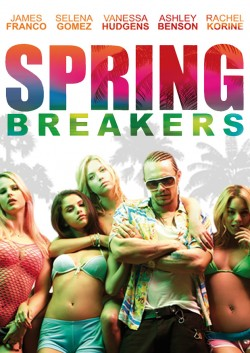 JAMES SELENA VANESSA ASHLEY RACHEL
FRANCO GOMEZ HUDGENS BENSON KORINE
SPRING
BREAKERS